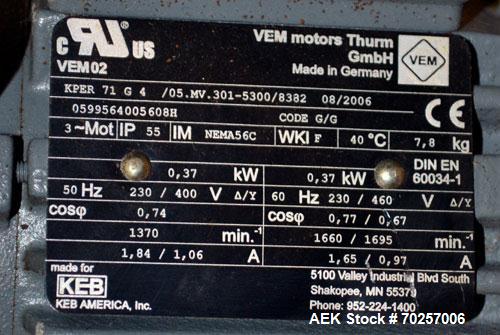 c RU US
VEM 02
VEM motors Thurm
GmbH
Made in Germany
VEM
KPER 71 G 4 /05.MV.301-5300/8382 08/2006
0599564005608H CODE G/G
CE
3~Mot IP 55 IM NEMA56C WKI F 40 °C 7,8 kg
0,37 kW 0,37 kW DIN EN
60034-1
50 Hz 230 / 400 V Δ/Y 60 Hz 230 / 460 V Δ/Y
cosφ 0,74 0,77 / 0,67
1370 min.-1 1660 / 1695 min.-1
1,84 / 1,06 A 1,65 / 0,97 A
made for
KEB
KEB AMERICA, Inc.
5100 Valley Industrial Blvd South
Shakopee, MN 55379
Phone: 952-224-1400
AEK Stock # 70257006